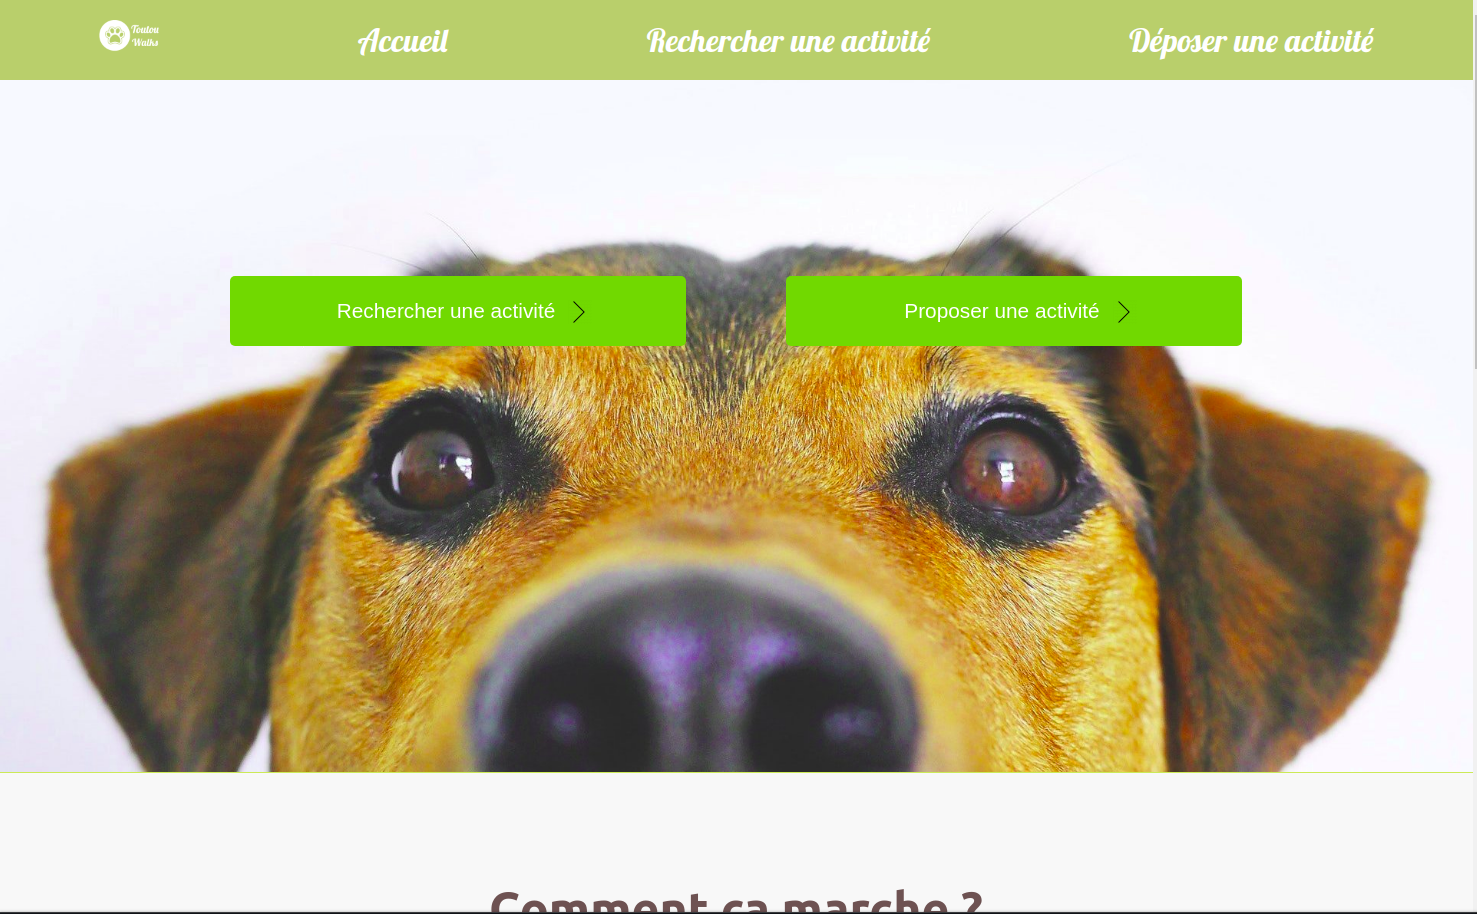 Toutou
Walks
Accueil
Rechercher une activité
Déposer une activité
Rechercher une activité
Proposer une activité
Comment ça marche ?